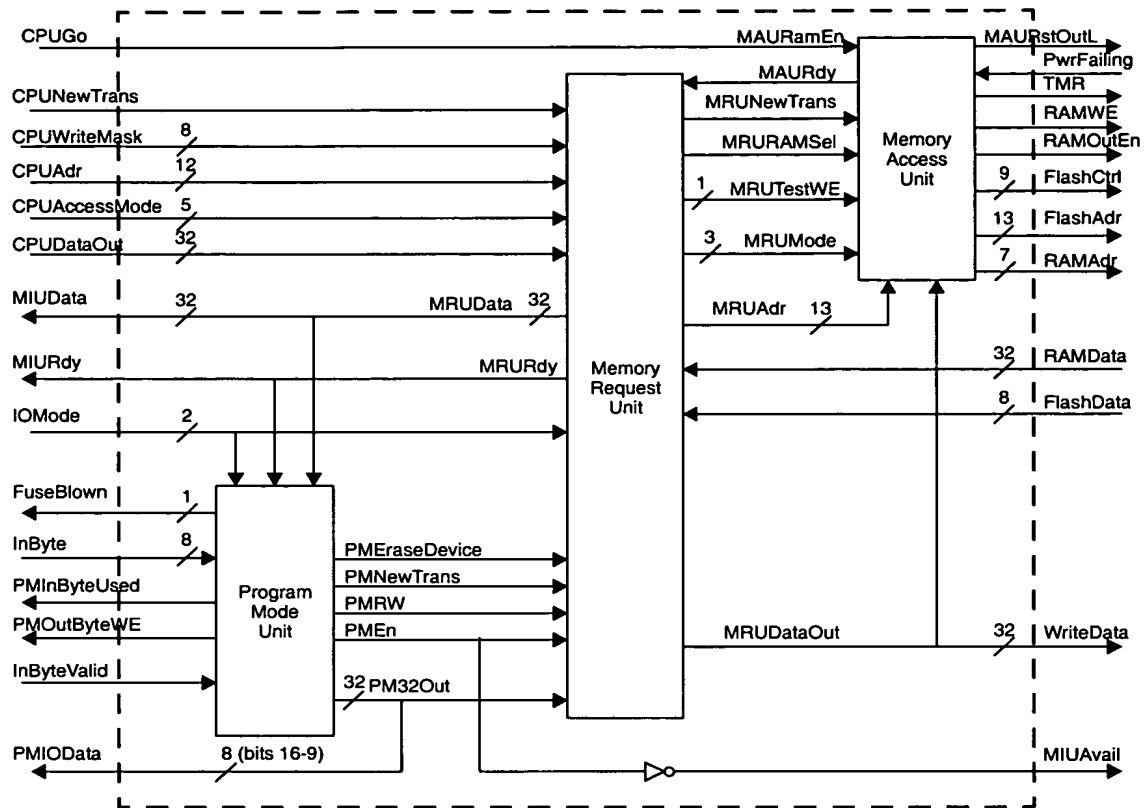 CPUGo
MAURamEn
MAURstOutL
MAURdy
PwrFailing
TMR
CPUNewTrans
MRUNewTrans
RAMWE
CPUWriteMask
8
MRURAMSel
Memory
Access
Unit
RAMOutEn
CPUAdr
12
1
MRUTestWE
9
FlashCtrl
CPUAccessMode
5
13
FlashAdr
CPUDataOut
32
3
MRUMode
7
RAMAdr
MIUData
32
MRUData
32
MRUAdr
13
MIURdy
MRURdy
Memory
Request
Unit
32
RAMData
IOMode
2
8
FlashData
FuseBlown
1
InByte
8
PMEraseDevice
PMInByteUsed
Program
Mode
Unit
PMNewTrans
PMRW
PMOutByteWE
PMEn
MRUDataOut
32
WriteData
InByteValid
32
PM32Out
PMIOData
8 (bits 16-9)
MIUAvail